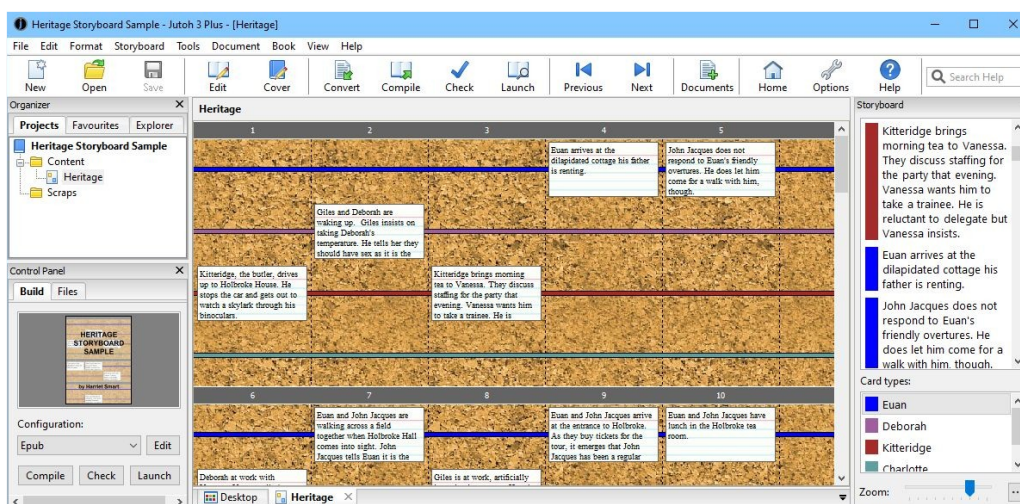 Heritage Storyboard Sample - Jutoh 3 Plus - [Heritage]
File Edit Format Storyboard Tools Document Book View Help
New Open Save Edit Cover Convert Compile Check Launch Previous Next Documents Home Options Help Search Help
Organizer
Projects Favourites Explorer
Heritage Storyboard Sample
Content
Heritage
Scraps
Control Panel
Build Files
HERITAGE
STORYBOARD
SAMPLE
by Harriet Smart
Configuration:
Epub Edit
Compile Check Launch
Heritage
1 2 3 4 5
Euan arrives at the
dilapidated cottage his father
is renting.
John Jacques does not
respond to Euan's friendly
overtures. He does let him
come for a walk with him,
though.
Giles and Deborah are
waking up. Giles insists on
taking Deborah's
temperature. He tells her they
should have sex as it is the
Kitteridge, the butler, drives
up to Holbroke House. He
stops the car and gets out to
watch a skylark through his
binoculars.
Kitteridge brings morning
tea to Vanessa. They discuss
staffing for the party that
evening. Vanessa wants him
to take a trainee. He is
6 7 8 9 10
Euan and John Jacques are
walking across a field
together when Holbroke Hall
comes into sight. John
Jacques tells Euan it is the
Euan and John Jacques arrive
at the entrance to Holbroke.
As they buy tickets for the
tour, it emerges that John
Jacques has been a regular
Euan and John Jacques have
lunch in the Holbroke tea
room.
Deborah at work with
Giles is at work, artificially
Desktop Heritage
Storyboard
Kitteridge brings
morning tea to Vanessa.
They discuss staffing for
the party that evening.
Vanessa wants him to
take a trainee. He is
reluctant to delegate but
Vanessa insists.
Euan arrives at the
dilapidated cottage his
father is renting.
John Jacques does not
respond to Euan's
friendly overtures. He
does let him come for a
walk with him, though.
Card types:
Euan
Deborah
Kitteridge
Charlotte
Zoom: